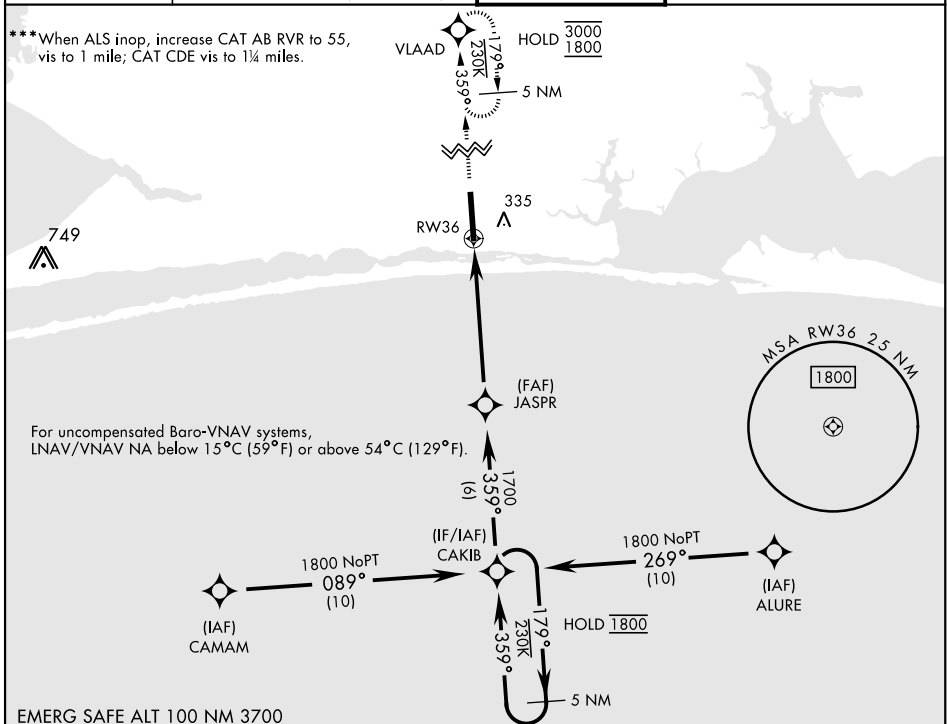 ***When ALS inop, increase CAT AB RVR to 55,
vis to 1 mile; CAT CDE vis to 1¼ miles.
VLAAD
179°
230K
359°
HOLD 3000
1800
5 NM
335
RW36
749
MSA RW36 25 NM
1800
(FAF)
JASPR
For uncompensated Baro-VNAV systems,
LNAV/VNAV NA below 15°C (59°F) or above 54°C (129°F).
1700
359°
(6)
(IF/IAF)
CAKIB
1800 NoPT
089°
(10)
1800 NoPT
269°
(10)
(IAF)
CAMAM
(IAF)
ALURE
179°
230K
359°
HOLD 1800
5 NM
EMERG SAFE ALT 100 NM 3700